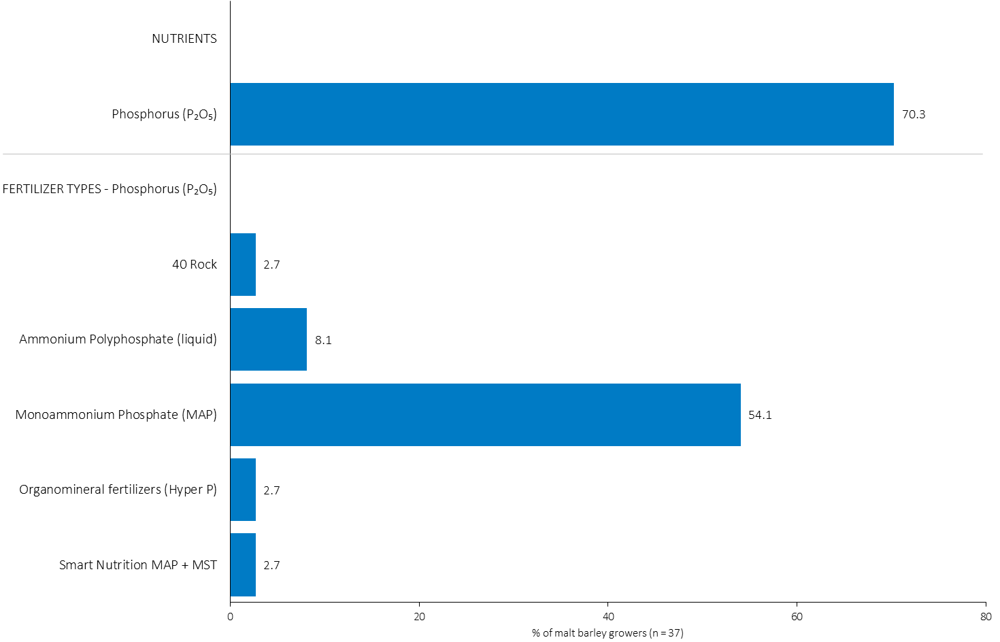 NUTRIENTS
Phosphorus (P₂O₅)
70.3
FERTILIZER TYPES - Phosphorus (P₂O₅)
40 Rock
2.7
Ammonium Polyphosphate (liquid)
8.1
Monoammonium Phosphate (MAP)
54.1
Organomineral fertilizers (Hyper P)
2.7
Smart Nutrition MAP + MST
2.7
0 20 40 60 80
% of malt barley growers (n = 37)